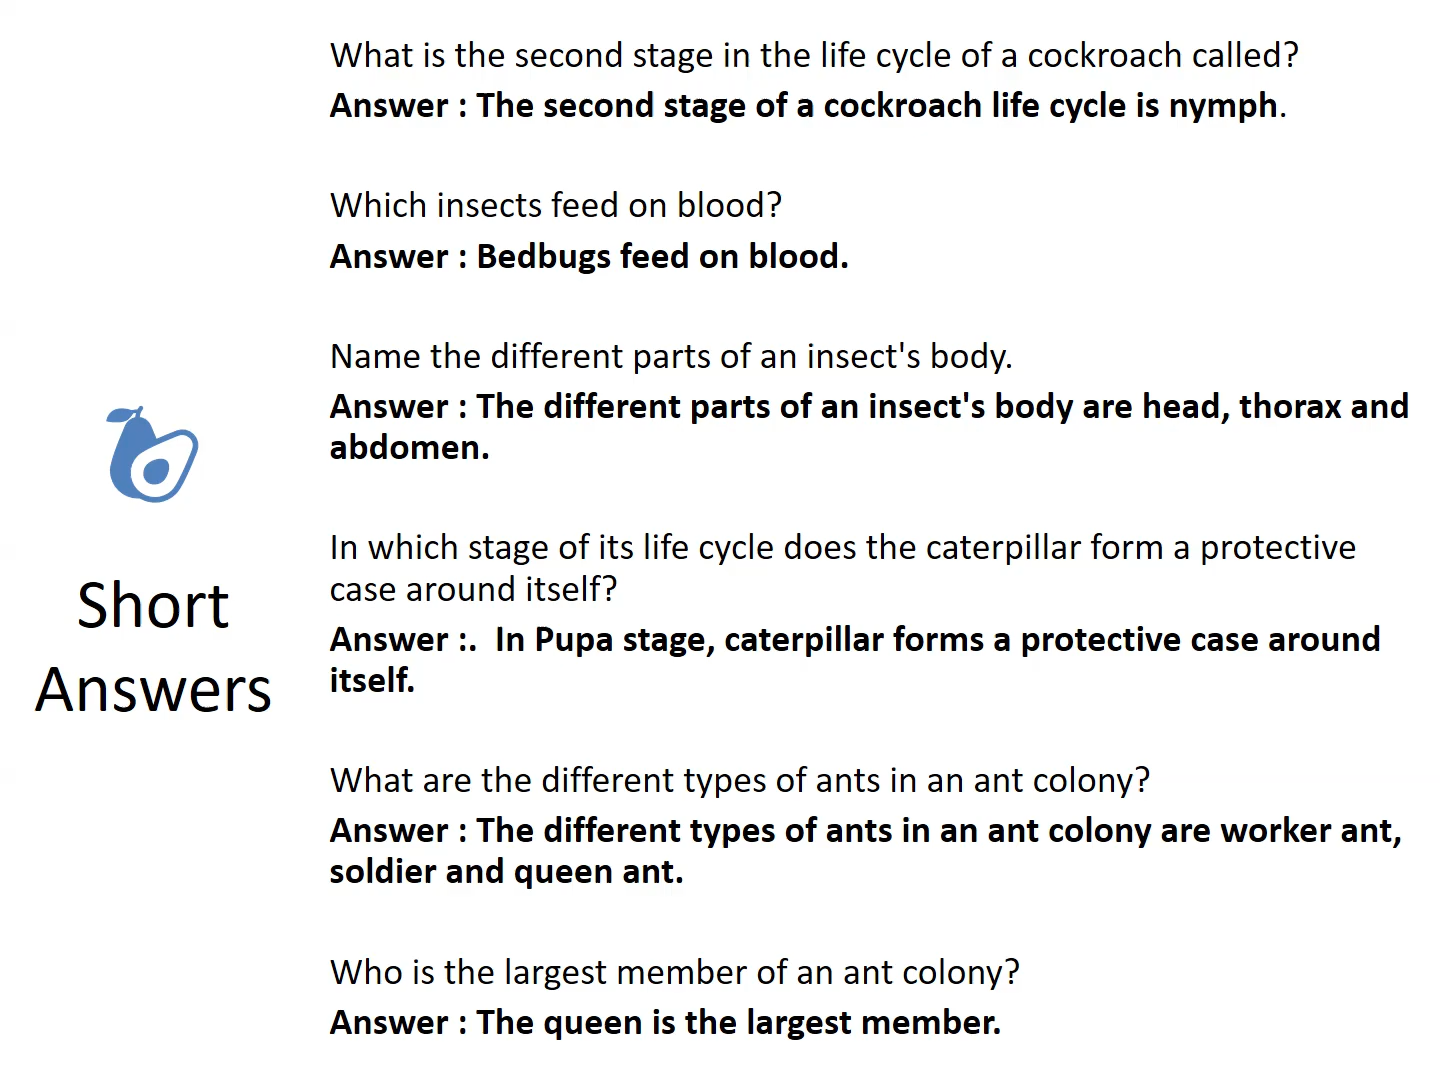 What is the second stage in the life cycle of a cockroach called?
Answer : The second stage of a cockroach life cycle is nymph.
Which insects feed on blood?
Answer : Bedbugs feed on blood.
Name the different parts of an insect's body.
Answer : The different parts of an insect's body are head, thorax and
abdomen.
In which stage of its life cycle does the caterpillar form a protective
case around itself?
Answer :.  In Pupa stage, caterpillar forms a protective case around
itself.
What are the different types of ants in an ant colony?
Answer : The different types of ants in an ant colony are worker ant,
soldier and queen ant.
Who is the largest member of an ant colony?
Answer : The queen is the largest member.
Short
Answers